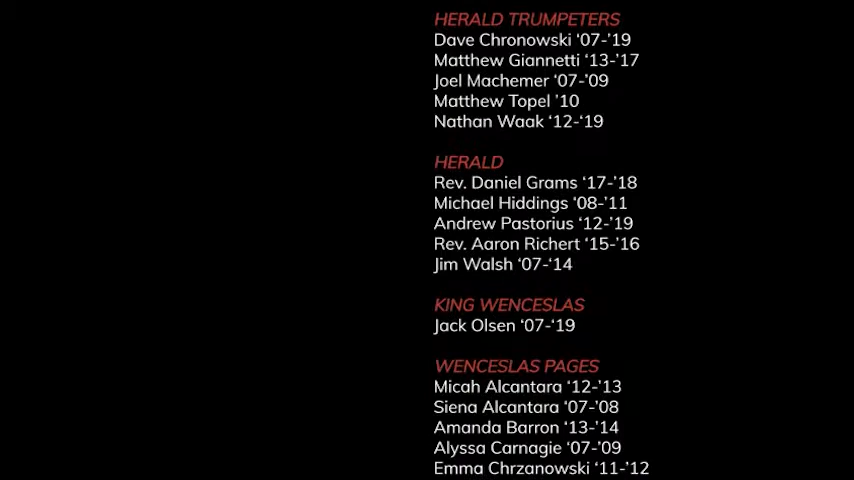 HERALD TRUMPETERS
Dave Chronowski ‘07-’19
Matthew Giannetti ‘13-’17
Joel Machemer ‘07-’09
Matthew Topel ’10
Nathan Waak ‘12-‘19
HERALD
Rev. Daniel Grams ‘17-’18
Michael Hiddings ‘08-’11
Andrew Pastorius ‘12-’19
Rev. Aaron Richert ‘15-’16
Jim Walsh ‘07-‘14
KING WENCESLAS
Jack Olsen ‘07-‘19
WENCESLAS PAGES
Micah Alcantara ‘12-’13
Siena Alcantara ‘07-’08
Amanda Barron ‘13-’14
Alyssa Carnagie ‘07-’09
Emma Chrzanowski ‘11-’12